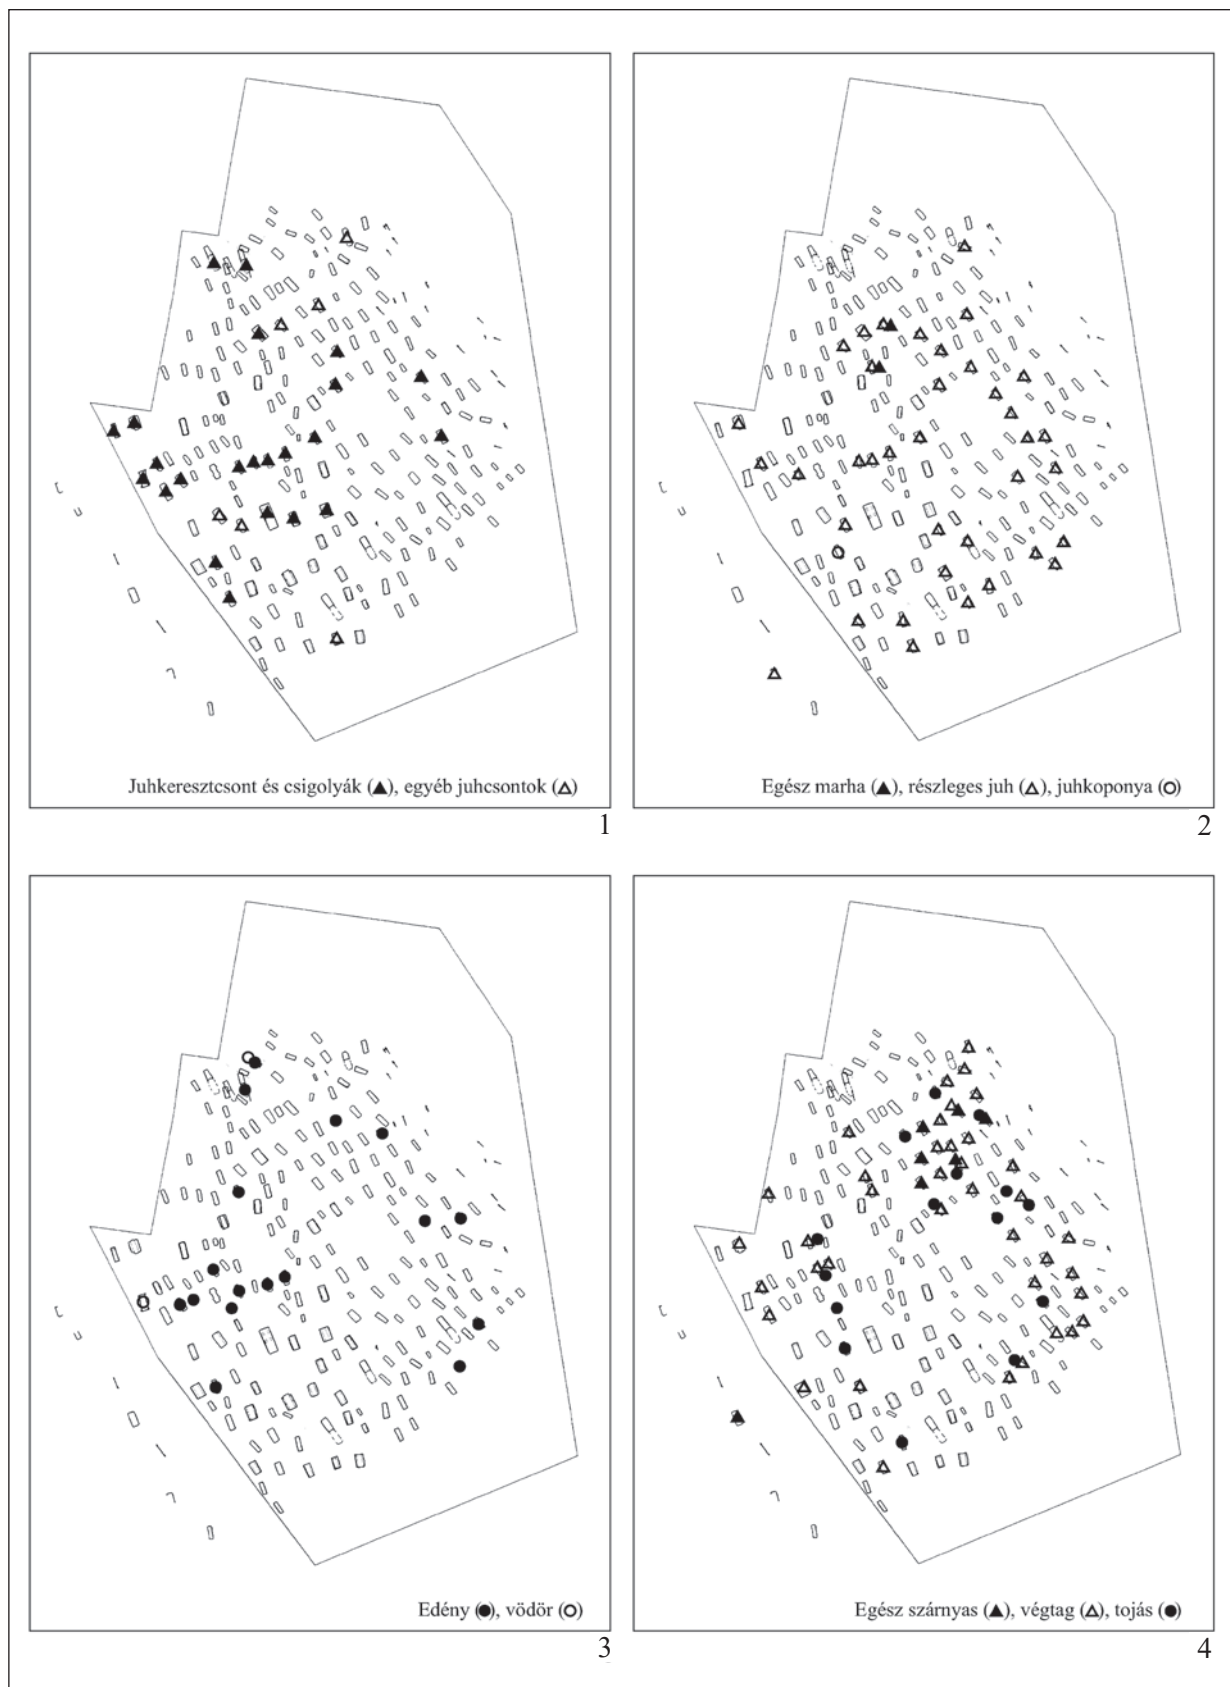 Juhkeresztcsont és csigolyák (▲), egyéb juhcsontok (△)
1
Egész marha (▲), részleges juh (△), juhkoponya (○)
2
Edény (●), vödör (○)
3
Egész szárnyas (▲), végtag (△), tojás (●)
4